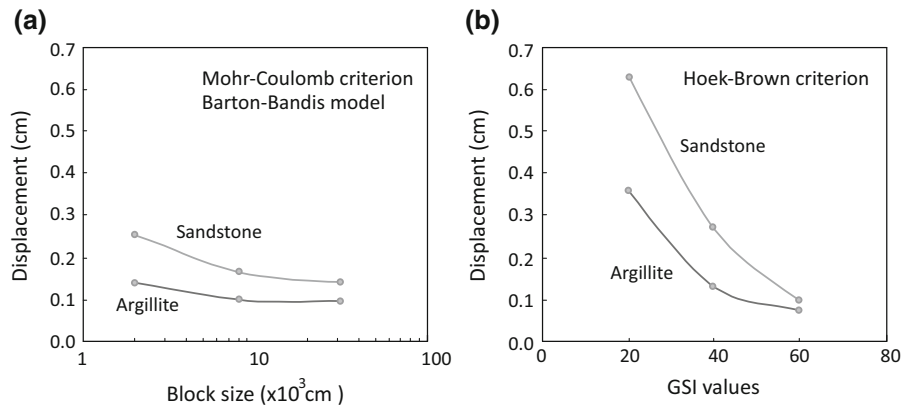 (a)
0.7
0.6
0.5
0.4
0.3
0.2
0.1
0.0
Displacement (cm)
Mohr-Coulomb criterion
Barton-Bandis model
Sandstone
Argillite
1
10
100
Block size (x10³cm )
(b)
0.7
0.6
0.5
0.4
0.3
0.2
0.1
0.0
Displacement (cm)
Hoek-Brown criterion
Sandstone
Argillite
0
20
40
60
80
GSI values